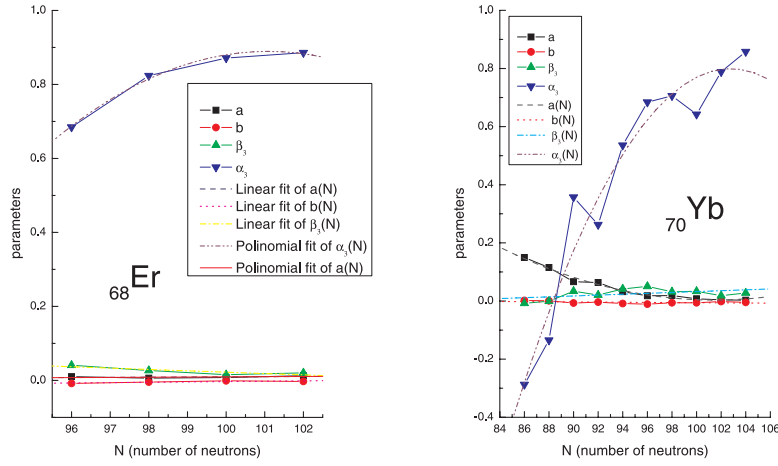 1.0
0.8
0.6
0.4
0.2
0.0
parameters
a
b
β3
α3
Linear fit of a(N)
Linear fit of b(N)
Linear fit of β3(N)
Polinomial fit of α3(N)
Polinomial fit of a(N)
68Er
96 98 100 102
N (number of neutrons)
1.0
0.8
0.6
0.4
0.2
0.0
-0.2
-0.4
parameters
a
b
β3
α3
a(N)
b(N)
β3(N)
α3(N)
70Yb
84 86 88 90 92 94 96 98 100 102 104 106
N (number of neutrons)